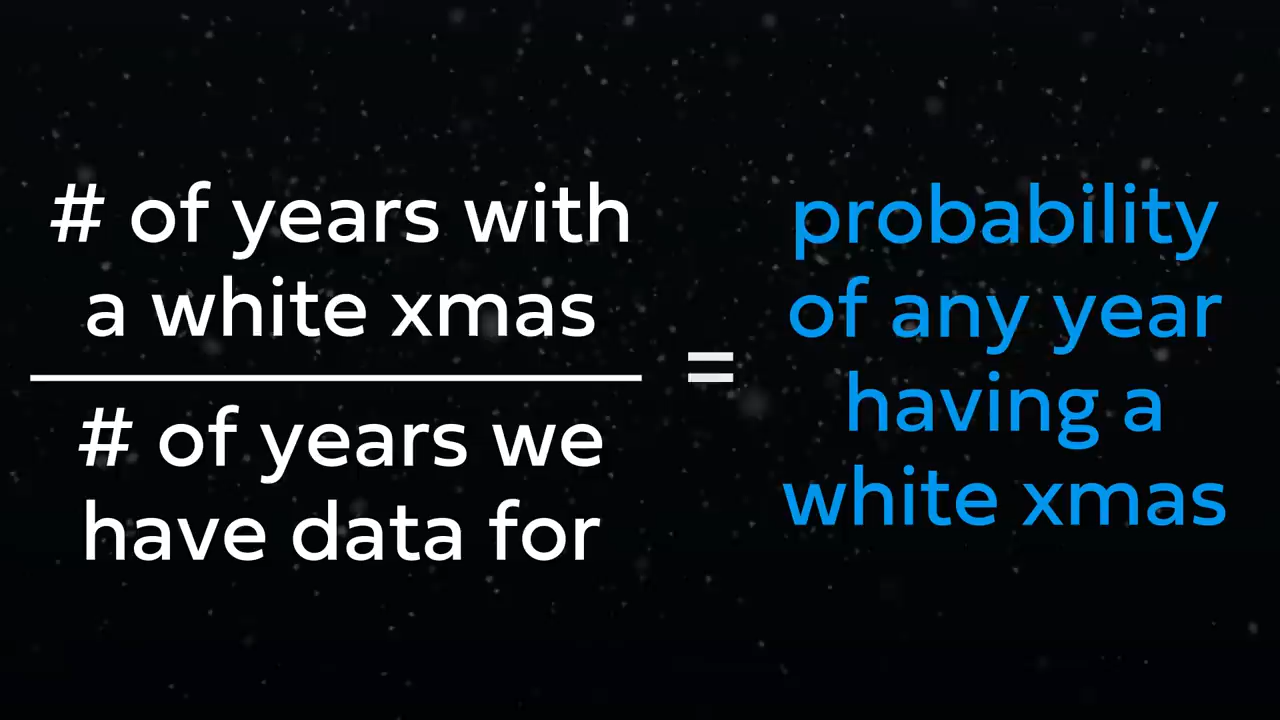 # of years with
a white xmas
# of years we
have data for
=
probability
of any year
having a
white xmas